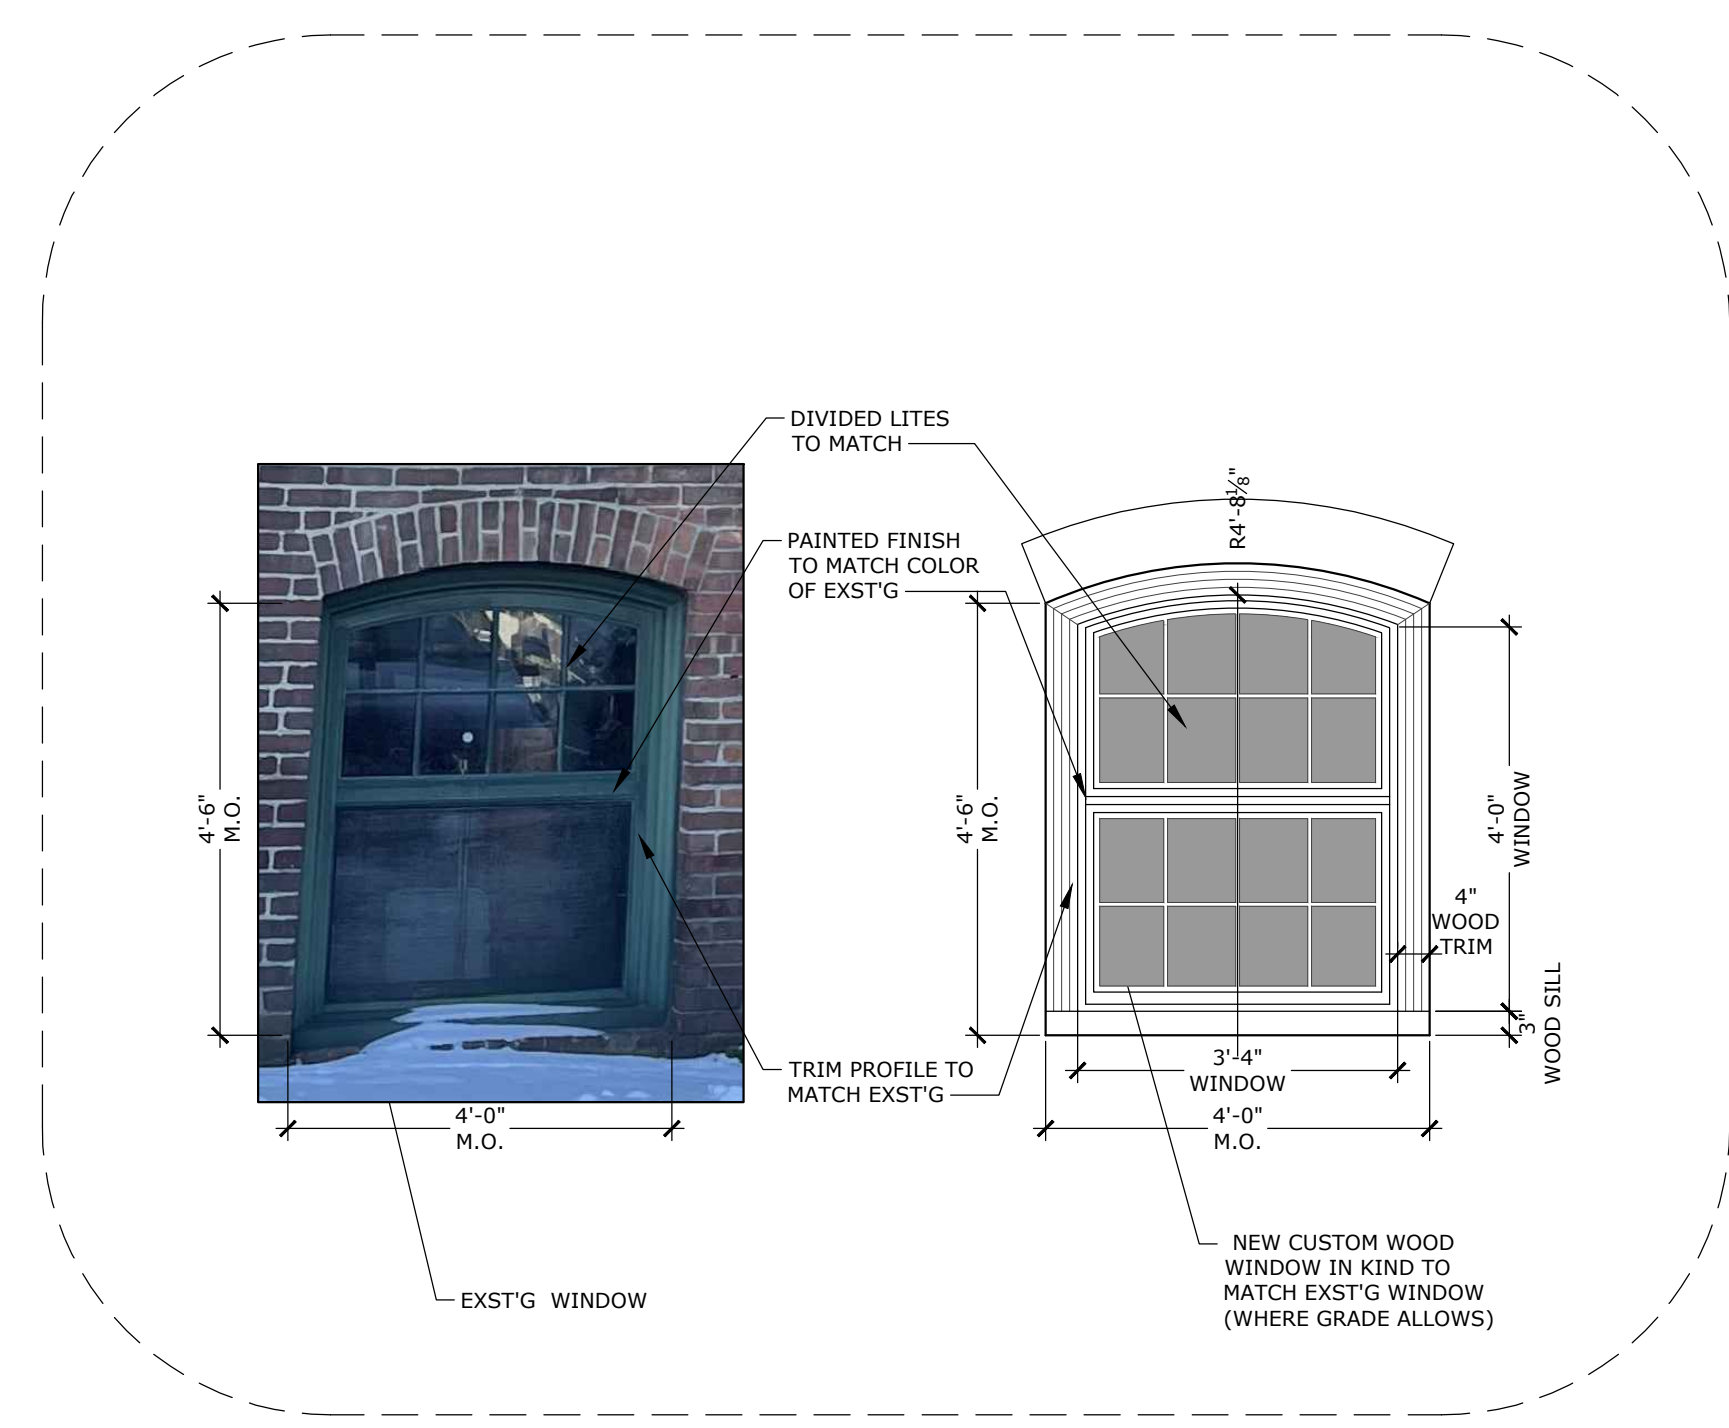 DIVIDED LITES
TO MATCH
PAINTED FINISH
TO MATCH COLOR
OF EXST'G
R4'-8⅛"
4'-6"
M.O.
4'-6"
M.O.
4'-0"
WINDOW
4"
WOOD
TRIM
3"
WOOD SILL
TRIM PROFILE TO
MATCH EXST'G
3'-4"
WINDOW
4'-0"
M.O.
4'-0"
M.O.
EXST'G  WINDOW
NEW CUSTOM WOOD
WINDOW IN KIND TO
MATCH EXST'G WINDOW
(WHERE GRADE ALLOWS)